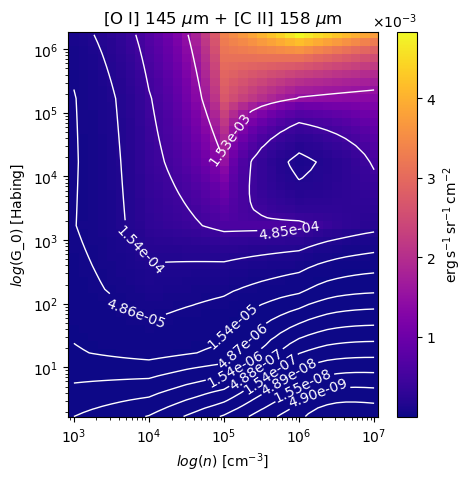 [O I] 145 μm + [C II] 158 μm
×10⁻³
10⁶
10⁵
10⁴
10³
10²
10¹
log(G_0) [Habing]
1.53e-03
4.85e-04
1.54e-04
4.86e-05
1.54e-05
4.87e-06
1.54e-06
4.88e-07
1.54e-07
4.89e-08
1.55e-08
4.90e-09
10³ 10⁴ 10⁵ 10⁶ 10⁷
log(n) [cm⁻³]
4
3
2
1
erg s⁻¹ sr⁻¹ cm⁻²